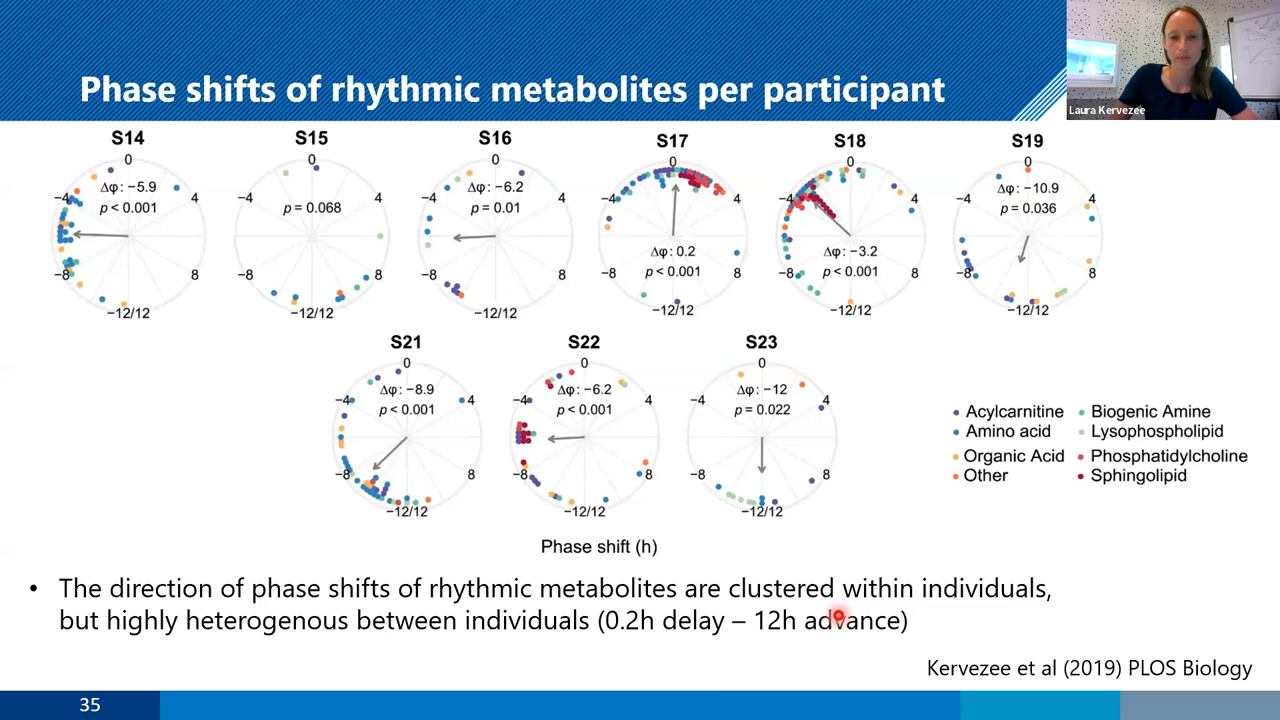 Phase shifts of rhythmic metabolites per participant
Laura Kervezee
S14
0
Δφ: −5.9
p < 0.001
−4
4
−8
8
−12/12
S15
0
p = 0.068
−4
4
−8
8
−12/12
S16
0
Δφ: −6.2
p = 0.01
−4
4
−8
8
−12/12
S17
0
−4
4
Δφ: 0.2
p < 0.001
−8
8
−12/12
S18
0
−4
4
Δφ: −3.2
p < 0.001
−8
8
−12/12
S19
0
Δφ: −10.9
p = 0.036
−4
4
−8
8
−12/12
S21
0
Δφ: −8.9
p < 0.001
−4
4
−8
8
−12/12
S22
0
Δφ: −6.2
p < 0.001
−4
4
−8
8
−12/12
S23
0
Δφ: −12
p = 0.022
−4
4
−8
8
−12/12
Acylcarnitine
Biogenic Amine
Amino acid
Lysophospholipid
Organic Acid
Phosphatidylcholine
Other
Sphingolipid
Phase shift (h)
• The direction of phase shifts of rhythmic metabolites are clustered within individuals,
but highly heterogenous between individuals (0.2h delay – 12h advance)
Kervezee et al (2019) PLOS Biology
35